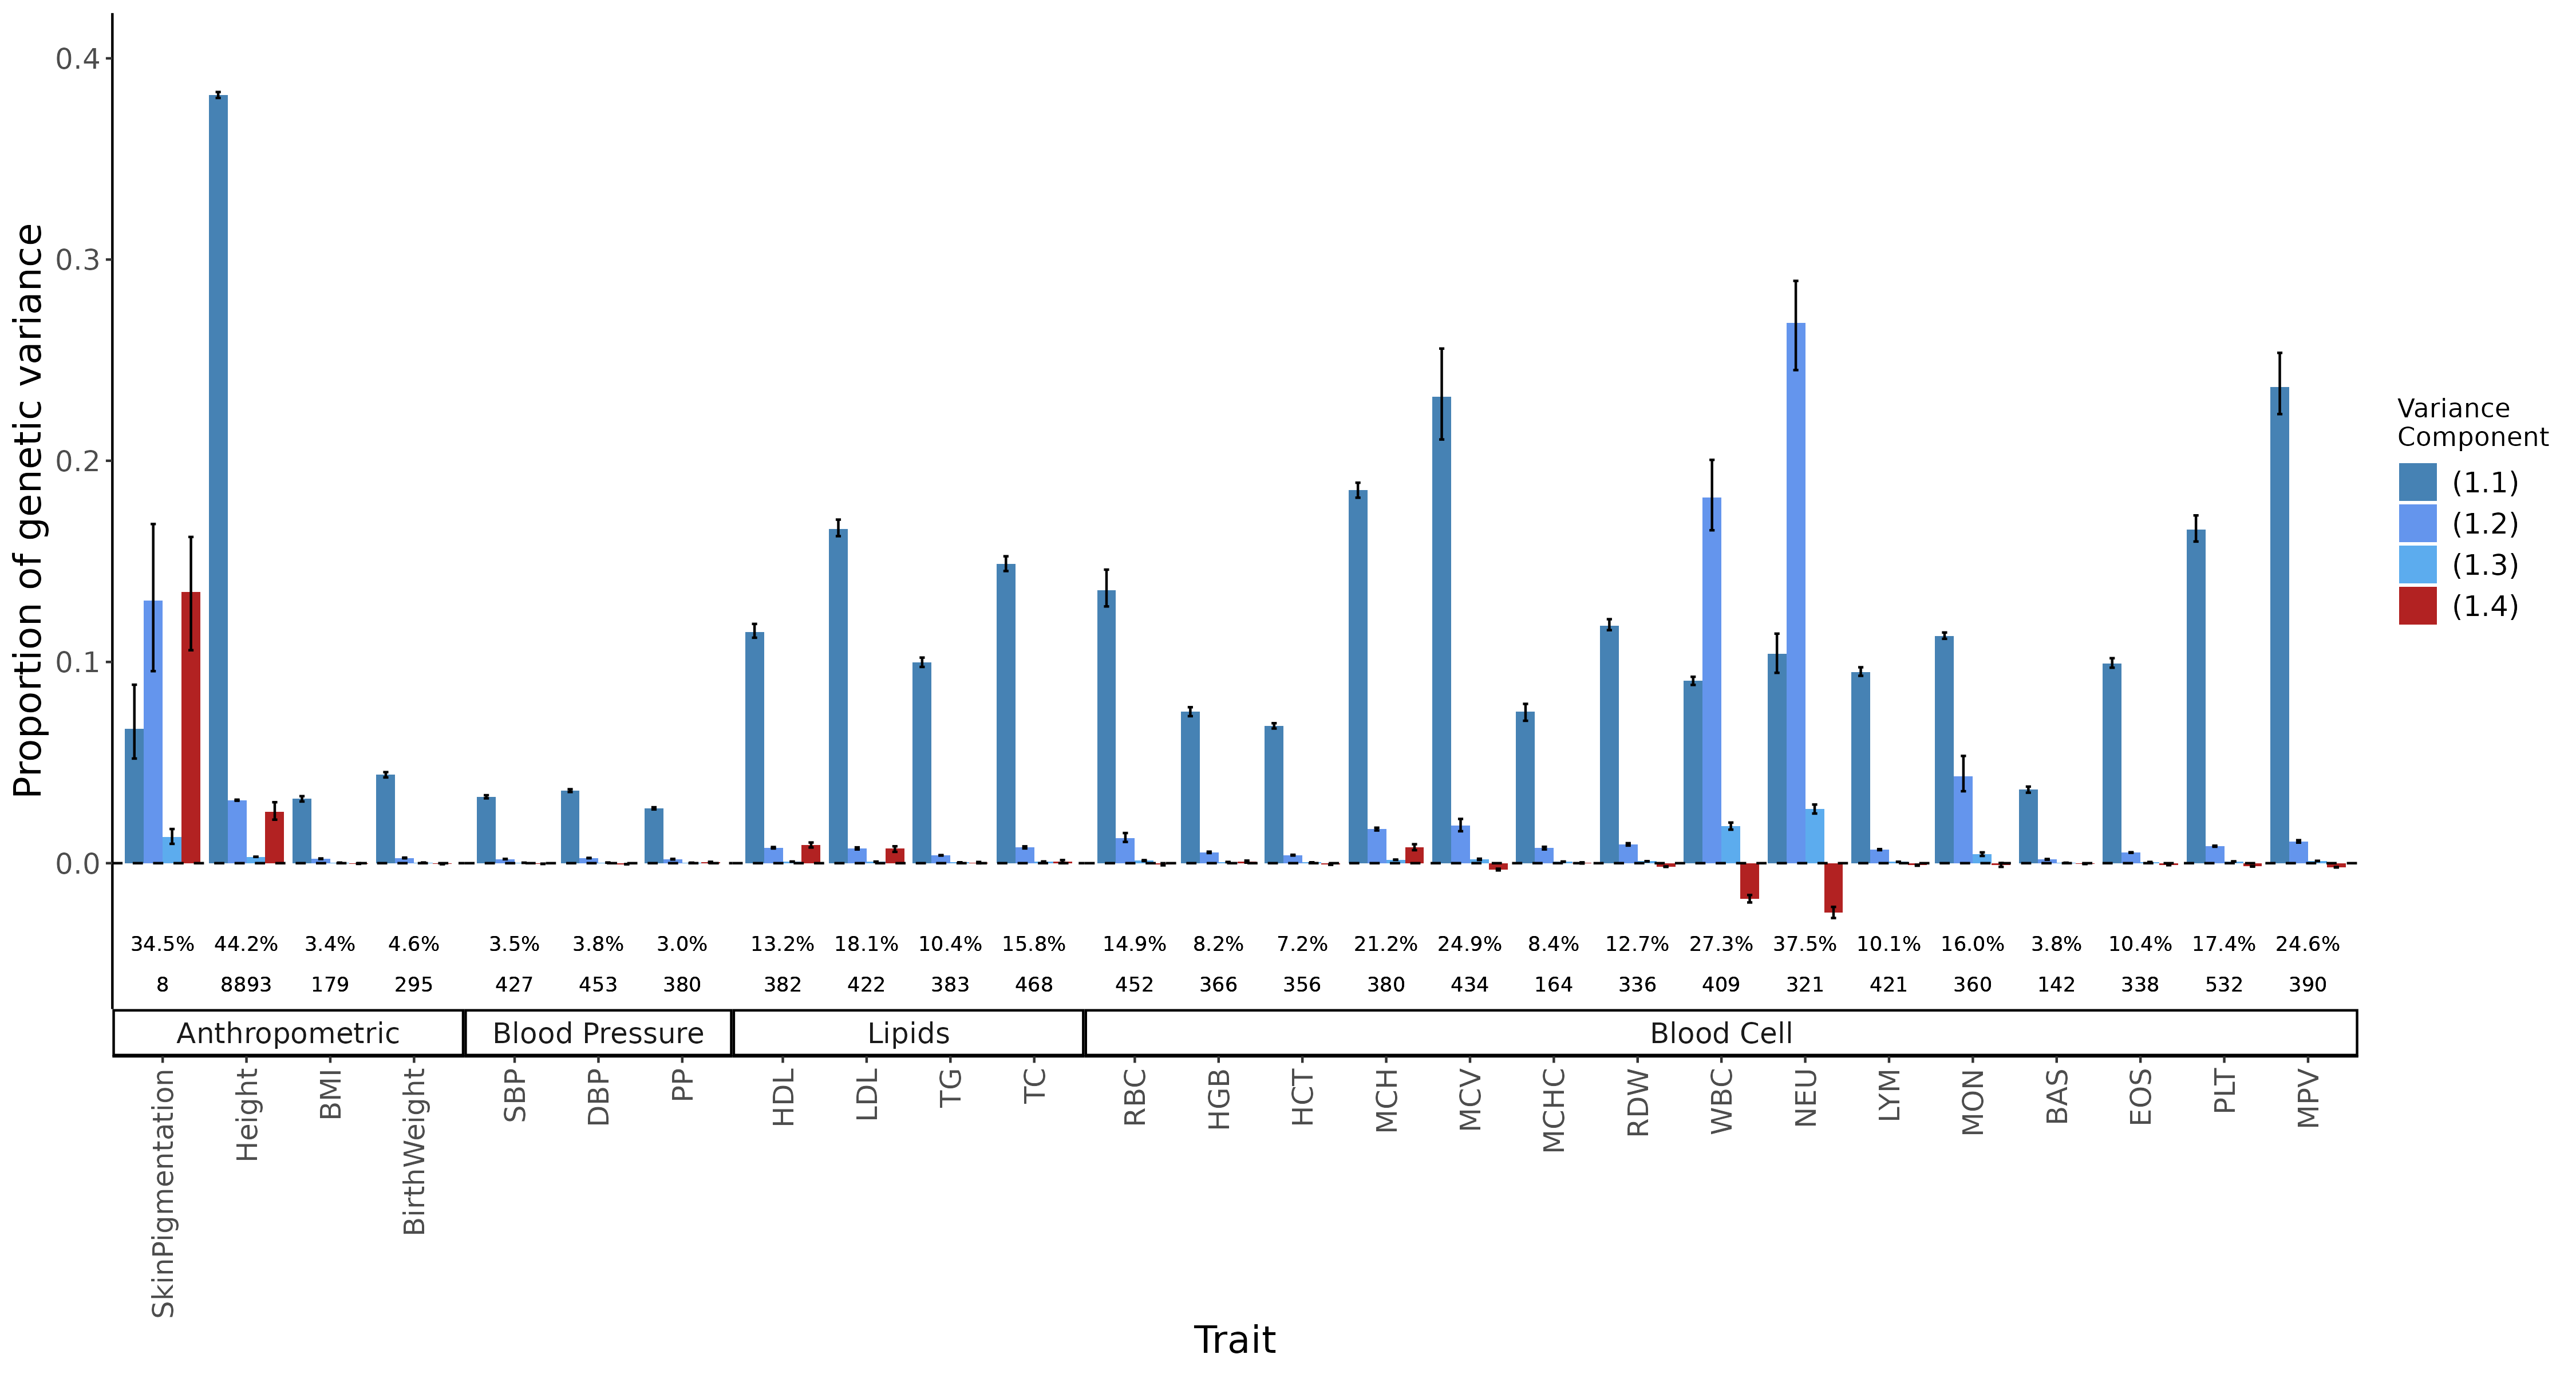 Proportion of genetic variance
0.4
0.3
0.2
0.1
0.0
34.5% 44.2% 3.4% 4.6% 3.5% 3.8% 3.0% 13.2% 18.1% 10.4% 15.8% 14.9% 8.2% 7.2% 21.2% 24.9% 8.4% 12.7% 27.3% 37.5% 10.1% 16.0% 3.8% 10.4% 17.4% 24.6%
8 8893 179 295 427 453 380 382 422 383 468 452 366 356 380 434 164 336 409 321 421 360 142 338 532 390
Anthropometric Blood Pressure Lipids Blood Cell
SkinPigmentation Height BMI BirthWeight SBP DBP PP HDL LDL TG TC RBC HGB HCT MCH MCV MCHC RDW WBC NEU LYM MON BAS EOS PLT MPV
Trait
Variance
Component
(1.1)
(1.2)
(1.3)
(1.4)